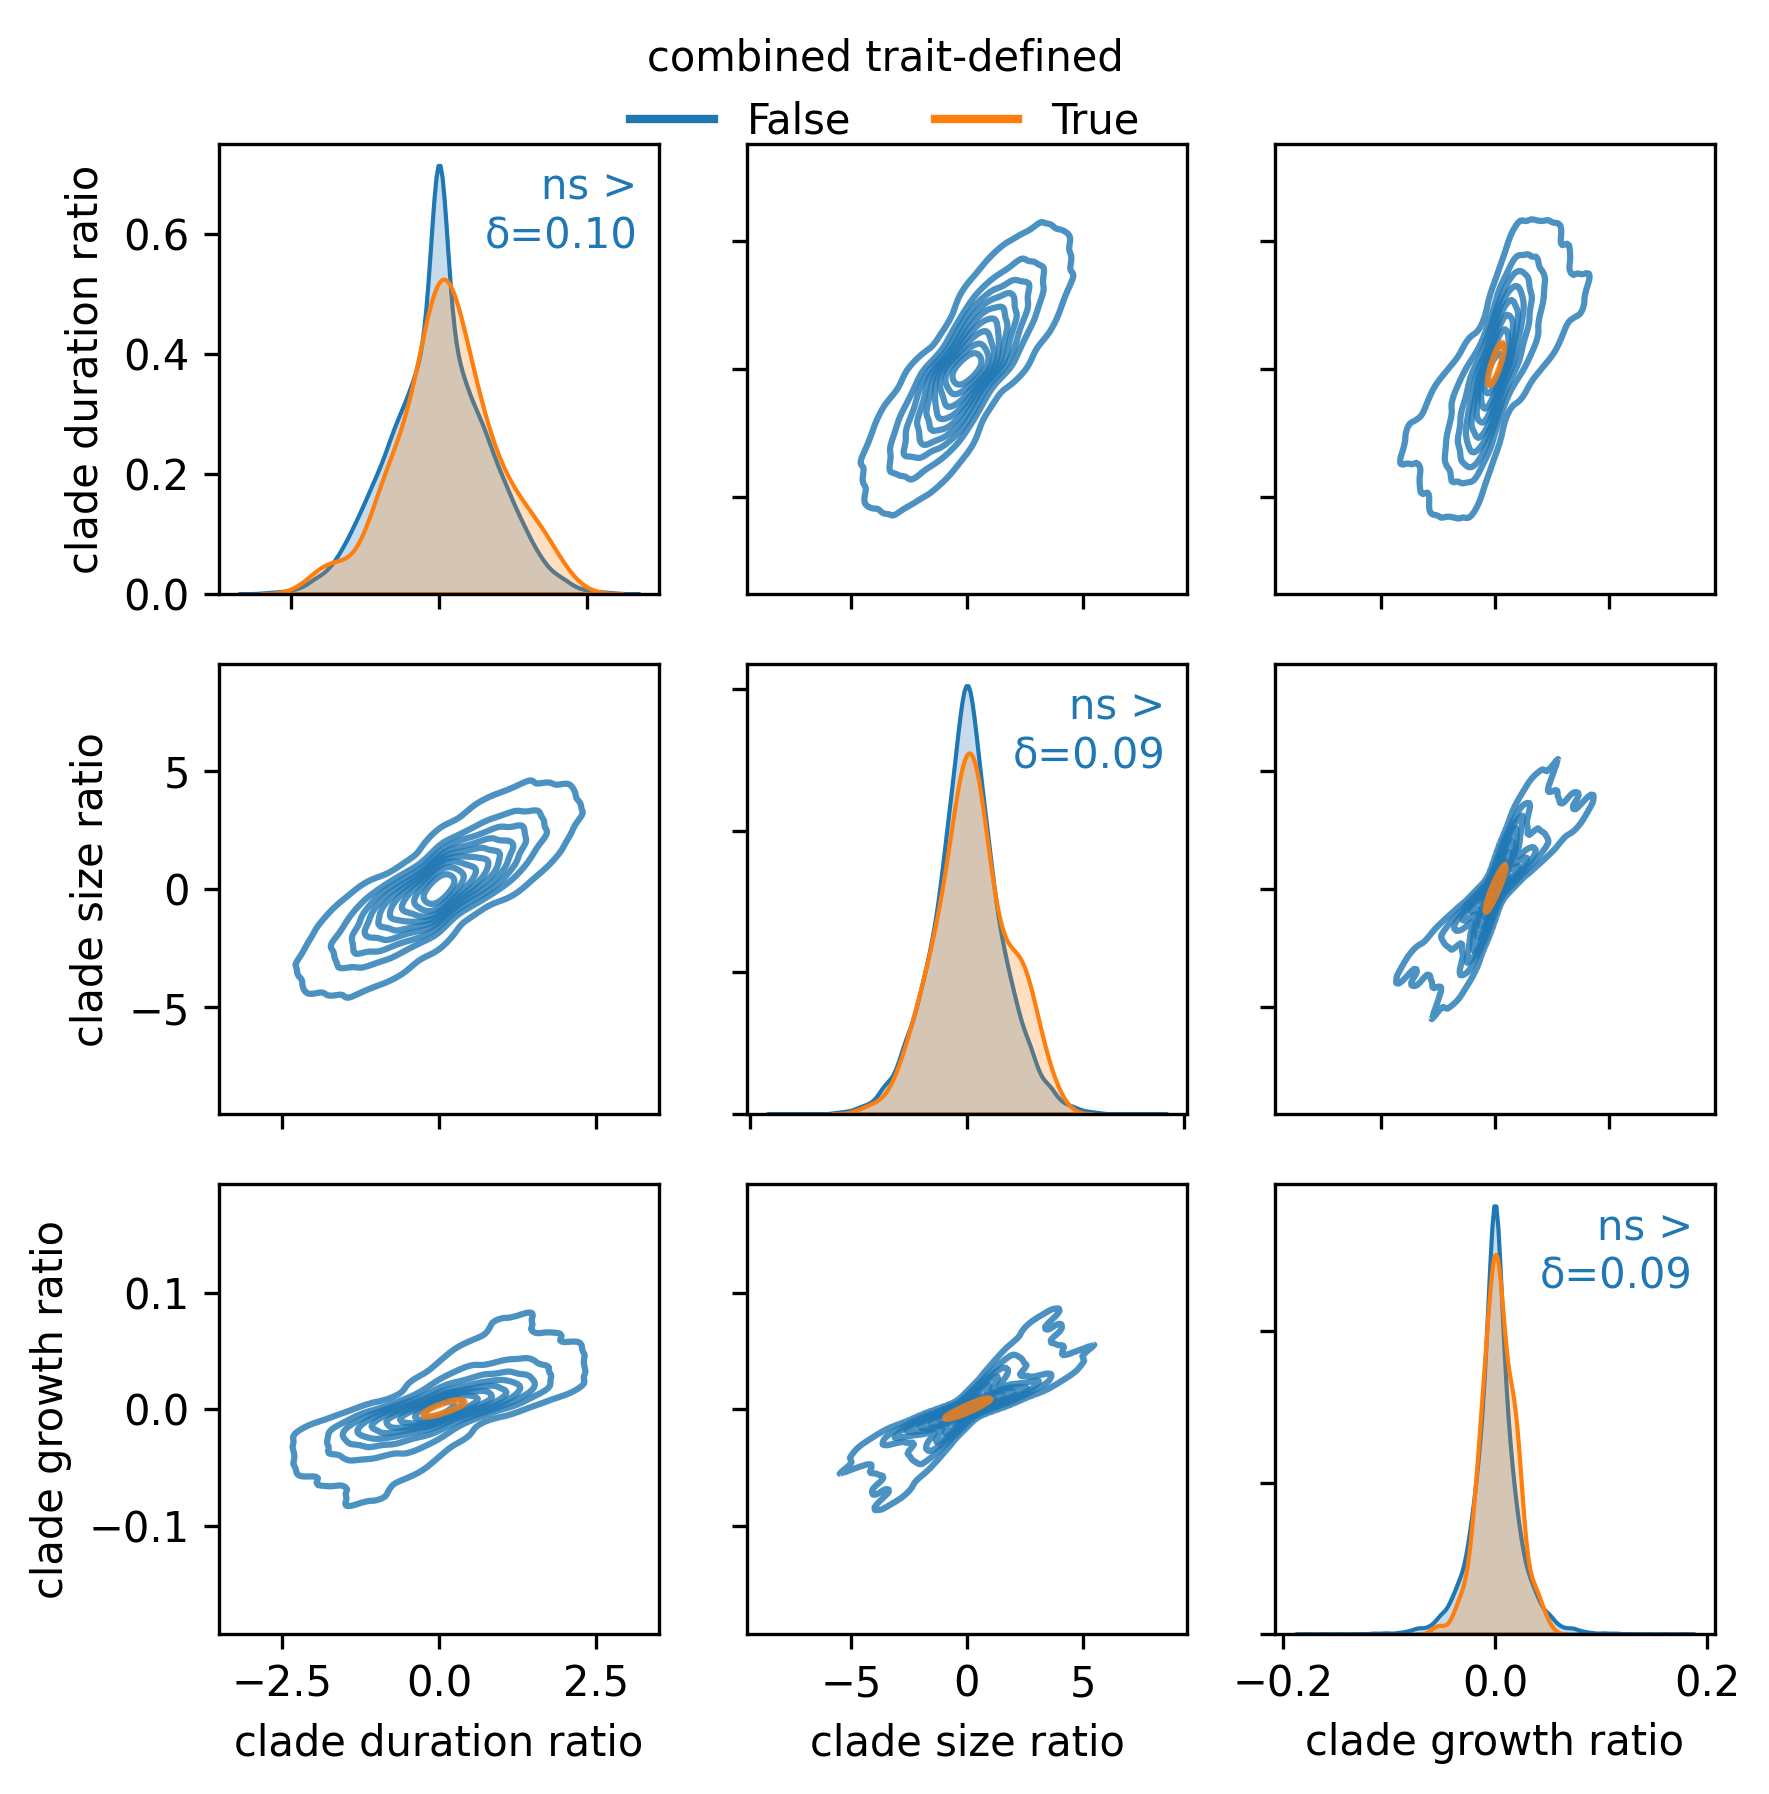 combined trait-defined
False True
clade duration ratio
0.6
0.4
0.2
0.0
ns >
δ=0.10
clade size ratio
5
0
−5
ns >
δ=0.09
clade growth ratio
0.1
0.0
−0.1
ns >
δ=0.09
−2.5 0.0 2.5
−5 0 5
−0.2 0.0 0.2
clade duration ratio
clade size ratio
clade growth ratio